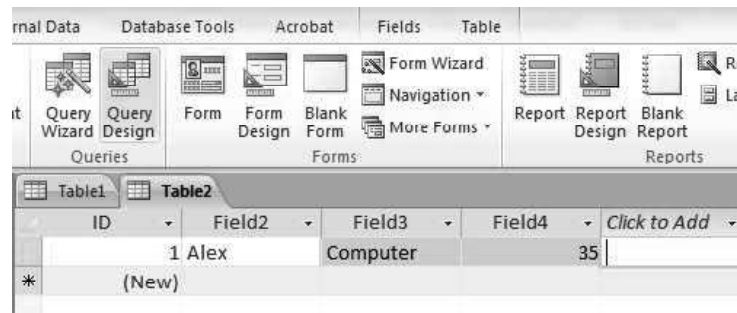 rnal Data Database Tools Acrobat Fields Table
Query Wizard Query Design Form Form Design Blank Form Form Wizard Navigation More Forms Report Report Design Blank Report R La
Queries Forms Reports
Table1 Table2
ID Field2 Field3 Field4 Click to Add
1 Alex Computer 35
* (New)